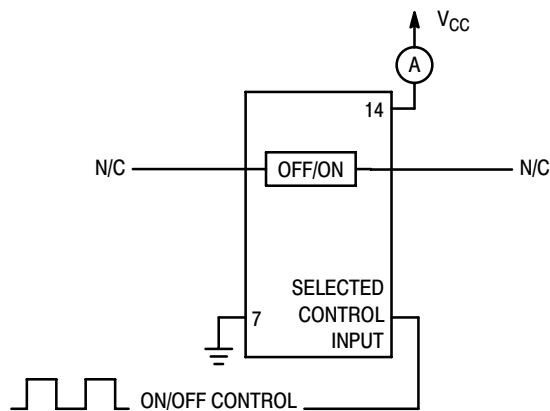 VCC
A
14
N/C
OFF/ON
N/C
7
SELECTED
CONTROL
INPUT
ON/OFF CONTROL